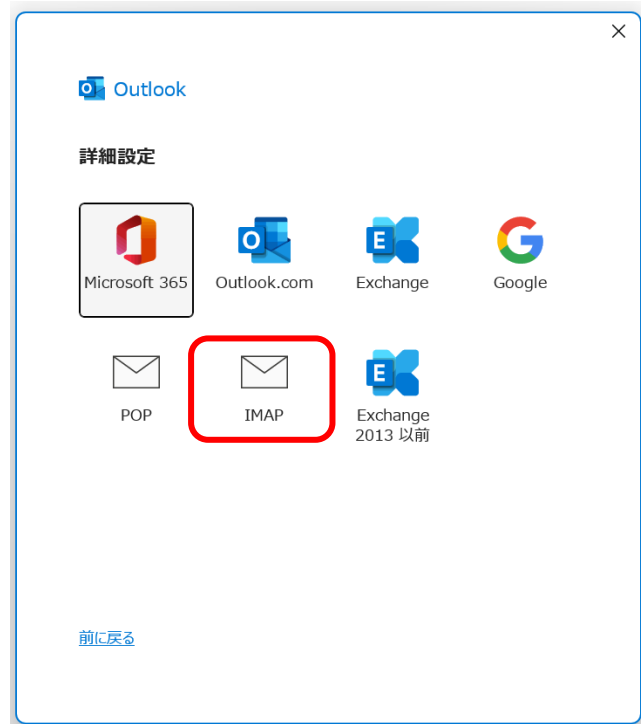 Outlook
詳細設定
Microsoft 365
Outlook.com
Exchange
Google
POP
IMAP
Exchange
2013 以前
前に戻る